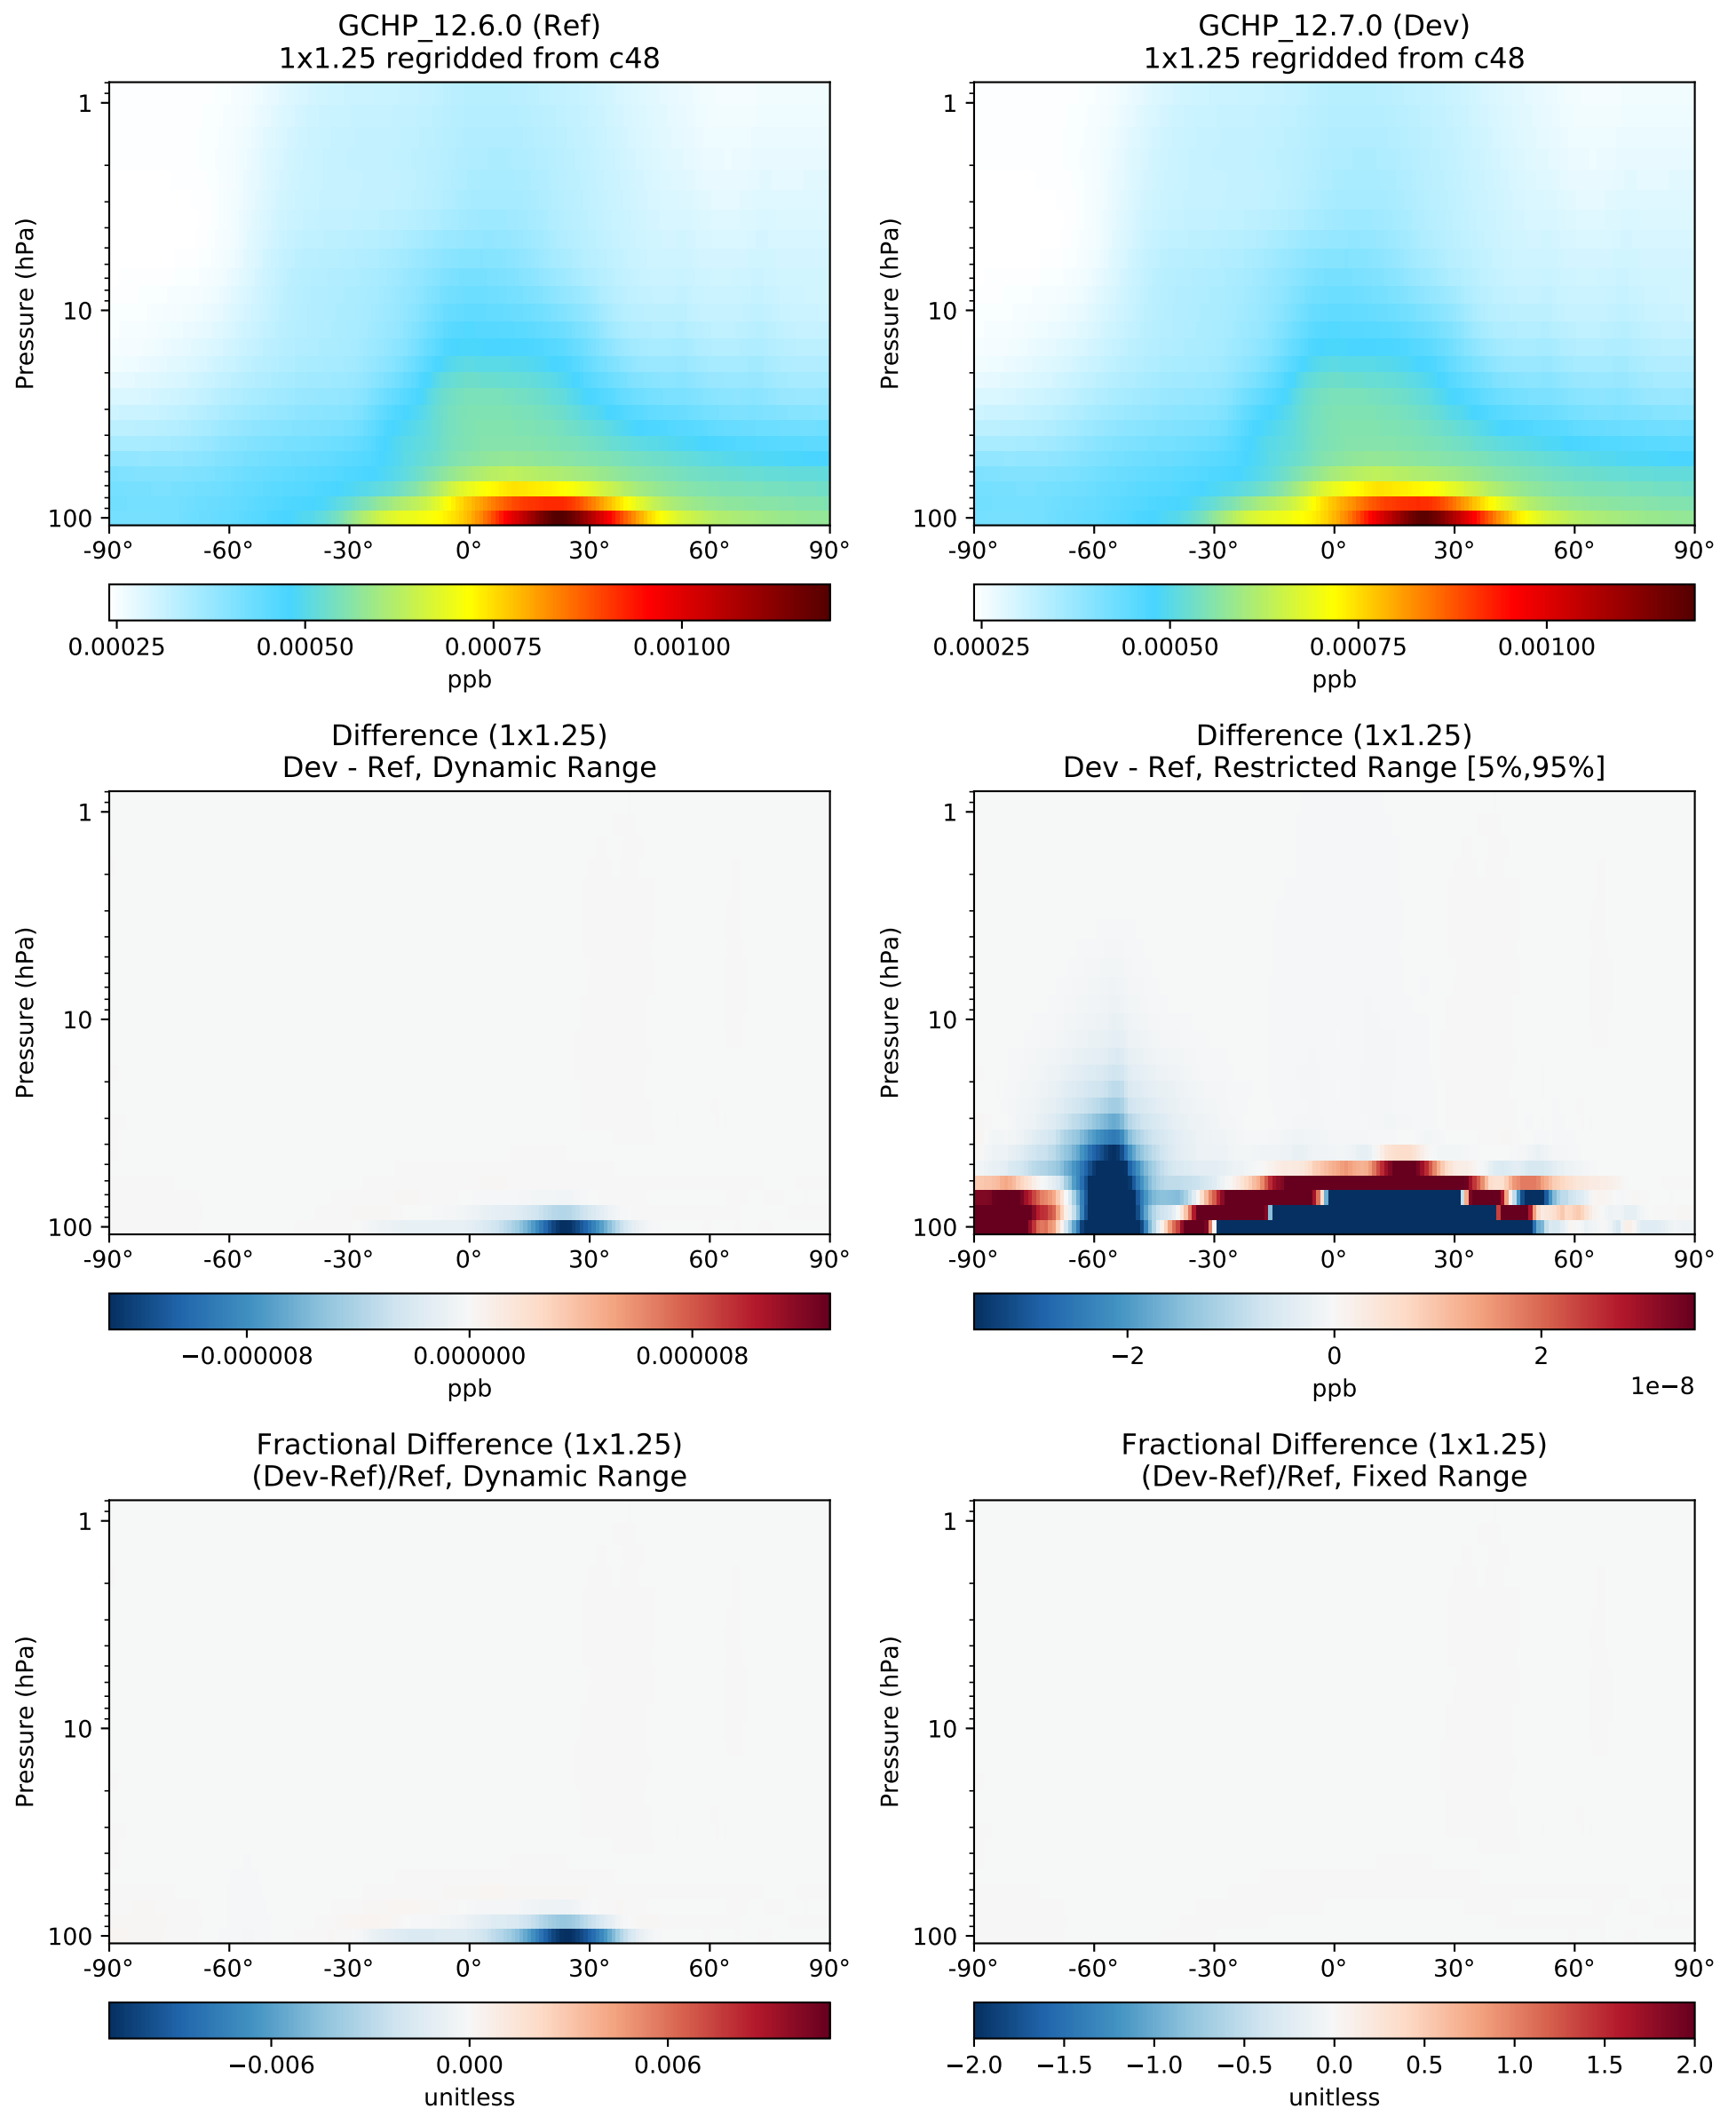 GCHP_12.6.0 (Ref)
1x1.25 regridded from c48
Pressure (hPa)
1
10
100
-90° -60° -30° 0° 30° 60° 90°
0.00025 0.00050 0.00075 0.00100
ppb
GCHP_12.7.0 (Dev)
1x1.25 regridded from c48
Pressure (hPa)
1
10
100
-90° -60° -30° 0° 30° 60° 90°
0.00025 0.00050 0.00075 0.00100
ppb
Difference (1x1.25)
Dev - Ref, Dynamic Range
Pressure (hPa)
1
10
100
-90° -60° -30° 0° 30° 60° 90°
−0.000008 0.000000 0.000008
ppb
Difference (1x1.25)
Dev - Ref, Restricted Range [5%,95%]
Pressure (hPa)
1
10
100
-90° -60° -30° 0° 30° 60° 90°
−2 0 2
ppb
1e−8
Fractional Difference (1x1.25)
(Dev-Ref)/Ref, Dynamic Range
Pressure (hPa)
1
10
100
-90° -60° -30° 0° 30° 60° 90°
−0.006 0.000 0.006
unitless
Fractional Difference (1x1.25)
(Dev-Ref)/Ref, Fixed Range
Pressure (hPa)
1
10
100
-90° -60° -30° 0° 30° 60° 90°
−2.0 −1.5 −1.0 −0.5 0.0 0.5 1.0 1.5 2.0
unitless